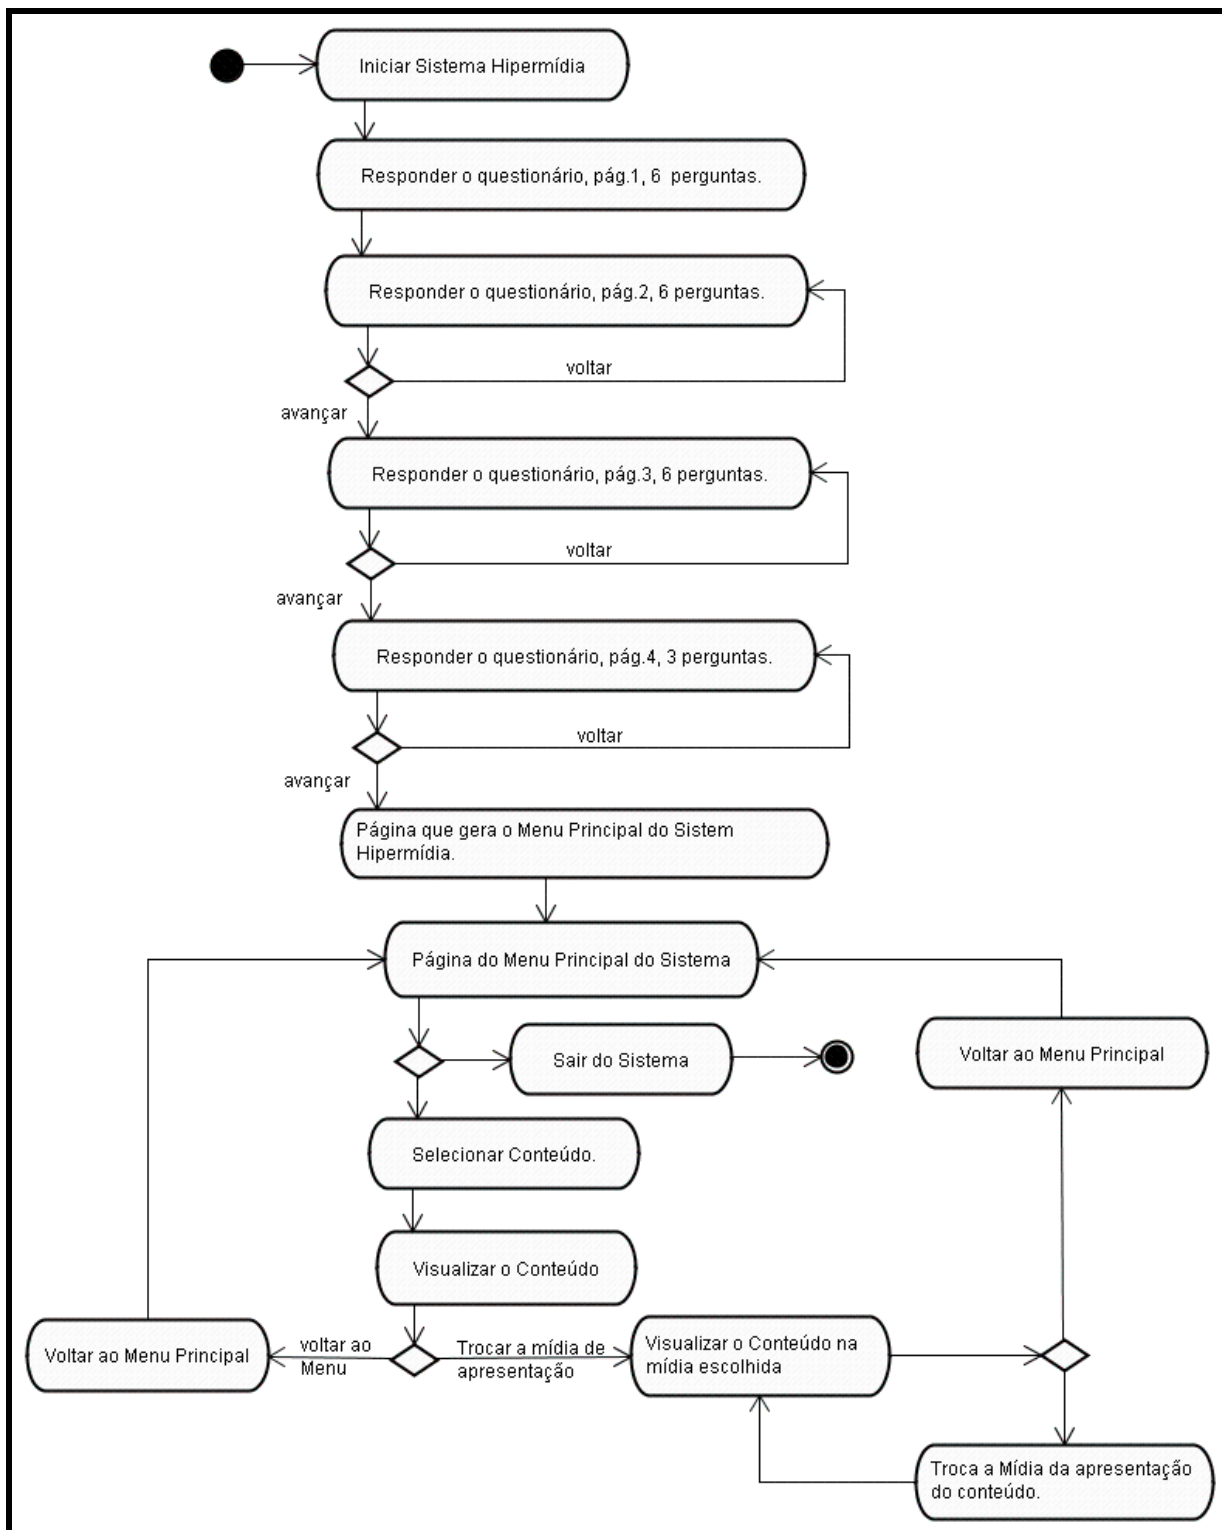 Iniciar Sistema Hipermídia
Responder o questionário, pág.1, 6 perguntas.
Responder o questionário, pág.2, 6 perguntas.
voltar
avançar
Responder o questionário, pág.3, 6 perguntas.
voltar
avançar
Responder o questionário, pág.4, 3 perguntas.
voltar
avançar
Página que gera o Menu Principal do Sistem
Hipermídia.
Página do Menu Principal do Sistema
Sair do Sistema
Voltar ao Menu Principal
Selecionar Conteúdo.
Visualizar o Conteúdo
Voltar ao Menu Principal
voltar ao
Menu
Trocar a mídia de
apresentação
Visualizar o Conteúdo na
mídia escolhida
Troca a Mídia da apresentação
do conteúdo.